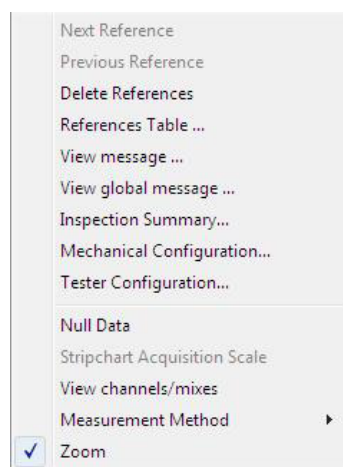 Next Reference
Previous Reference
Delete References
References Table ...
View message ...
View global message ...
Inspection Summary...
Mechanical Configuration...
Tester Configuration...
Null Data
Stripchart Acquisition Scale
View channels/mixes
Measurement Method
Zoom